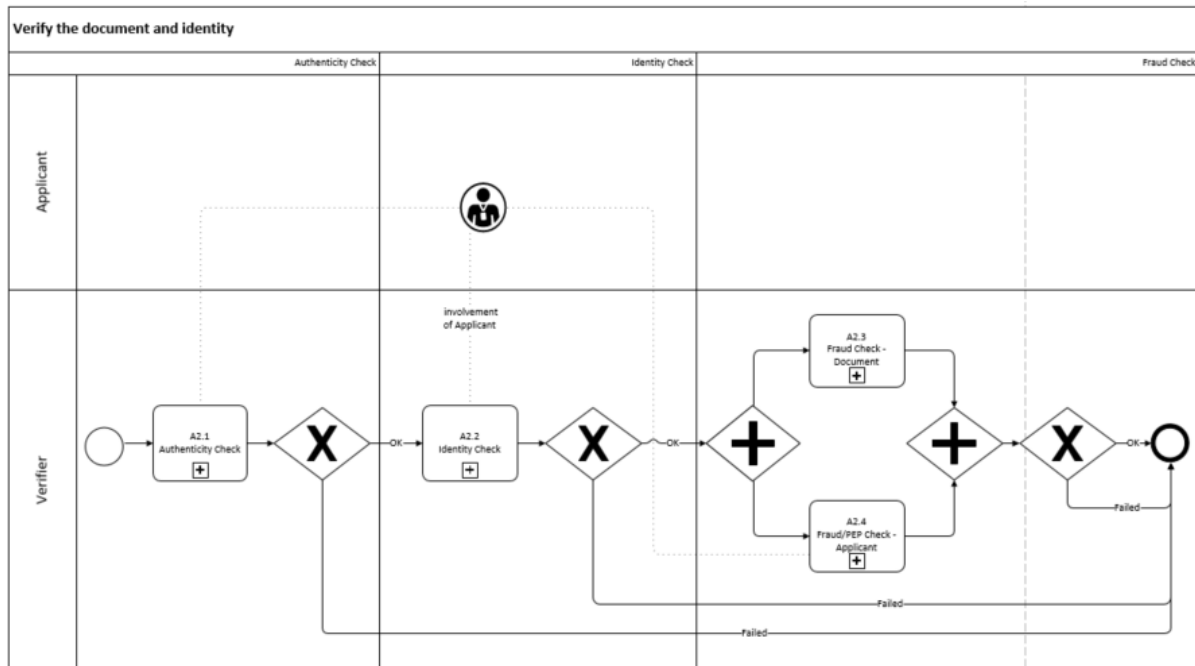 Verify the document and identity
Authenticity Check
Identity Check
Fraud Check
Applicant
involvement
of Applicant
Verifier
A2.1
Authenticity Check
X
OK
A2.2
Identity Check
X
OK
A2.3
Fraud Check -
Document
A2.4
Fraud/PEP Check -
Applicant
X
OK
Failed
Failed
Failed